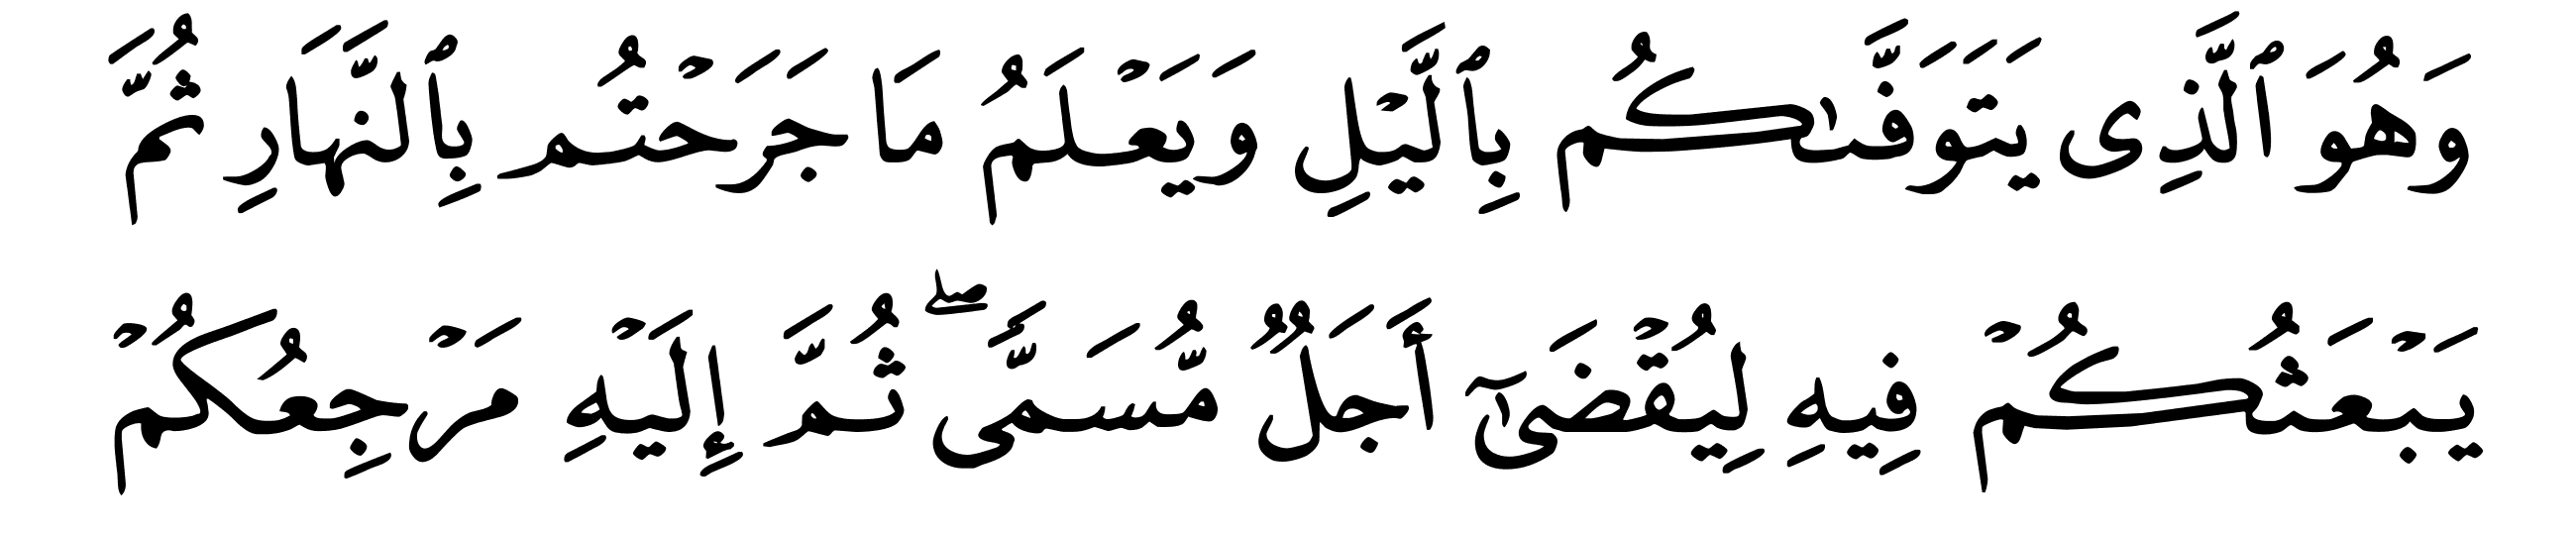 وَهُوَ ٱلَّذِى يَتَوَفَّىٰكُم بِٱلَّيْلِ وَيَعْلَمُ مَا جَرَحْتُم بِٱلنَّهَارِ ثُمَّ
يَبْعَثُكُمْ فِيهِ لِيُقْضَىٰٓ أَجَلٌ مُّسَمًّى ۖ ثُمَّ إِلَيْهِ مَرْجِعُكُمْ